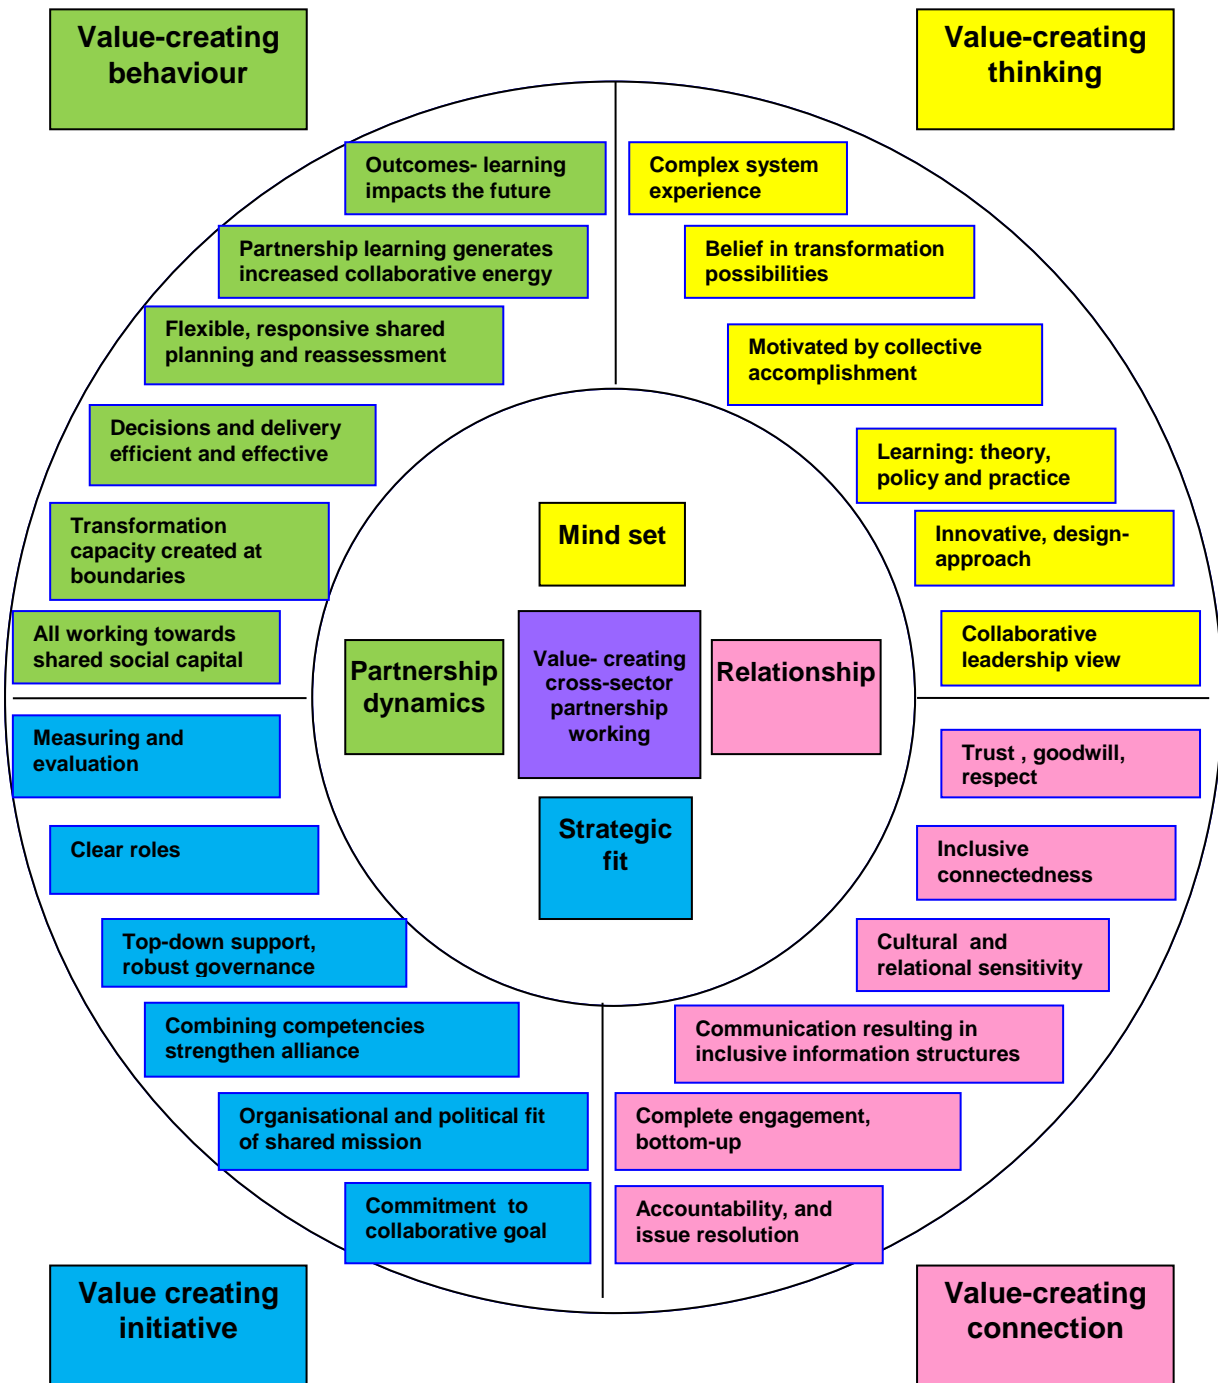 Value-creating
behaviour
Value-creating
thinking
Outcomes- learning
impacts the future
Partnership learning generates
increased collaborative energy
Flexible, responsive shared
planning and reassessment
Decisions and delivery
efficient and effective
Transformation
capacity created at
boundaries
All working towards
shared social capital
Complex system
experience
Belief in transformation
possibilities
Motivated by collective
accomplishment
Learning: theory,
policy and practice
Innovative, design-
approach
Collaborative
leadership view
Mind set
Partnership
dynamics
Value- creating
cross-sector
partnership
working
Relationship
Strategic
fit
Measuring and
evaluation
Clear roles
Top-down support,
robust governance
Combining competencies
strengthen alliance
Organisational and political fit
of shared mission
Commitment  to
collaborative goal
Trust , goodwill,
respect
Inclusive
connectedness
Cultural  and
relational sensitivity
Communication resulting in
inclusive information structures
Complete engagement,
bottom-up
Accountability, and
issue resolution
Value creating
initiative
Value-creating
connection